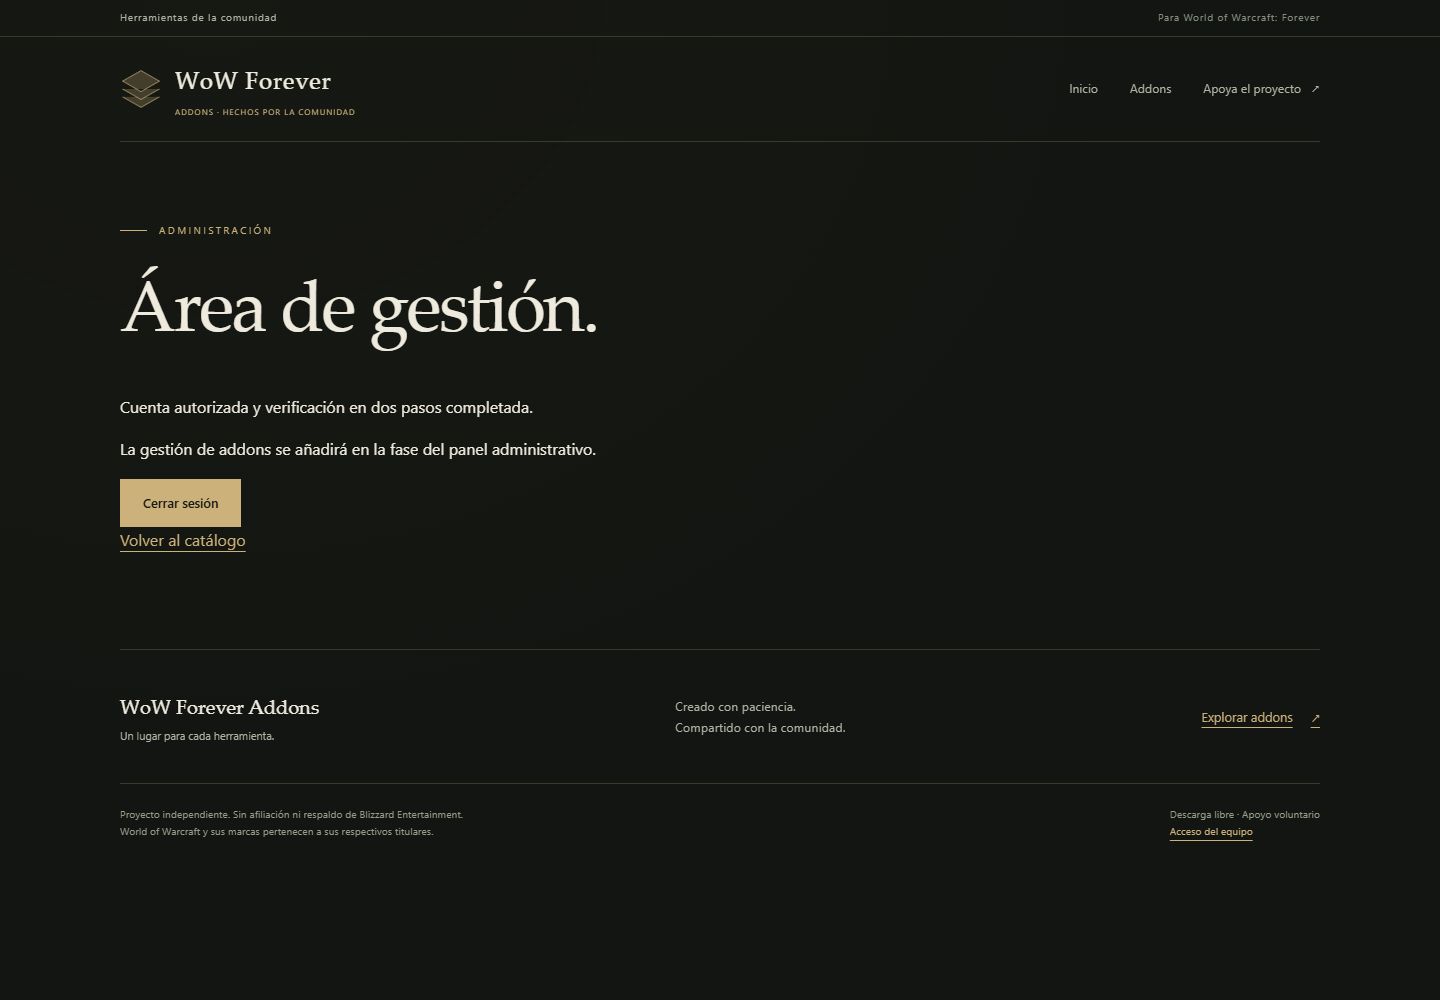 Herramientas de la comunidad
Para World of Warcraft: Forever
WoW Forever
ADDONS · HECHOS POR LA COMUNIDAD
Inicio
Addons
Apoya el proyecto ↗
ADMINISTRACIÓN
Área de gestión.
Cuenta autorizada y verificación en dos pasos completada.
La gestión de addons se añadirá en la fase del panel administrativo.
Cerrar sesión
Volver al catálogo
WoW Forever Addons
Un lugar para cada herramienta.
Creado con paciencia.
Compartido con la comunidad.
Explorar addons ↗
Proyecto independiente. Sin afiliación ni respaldo de Blizzard Entertainment.
World of Warcraft y sus marcas pertenecen a sus respectivos titulares.
Descarga libre · Apoyo voluntario
Acceso del equipo